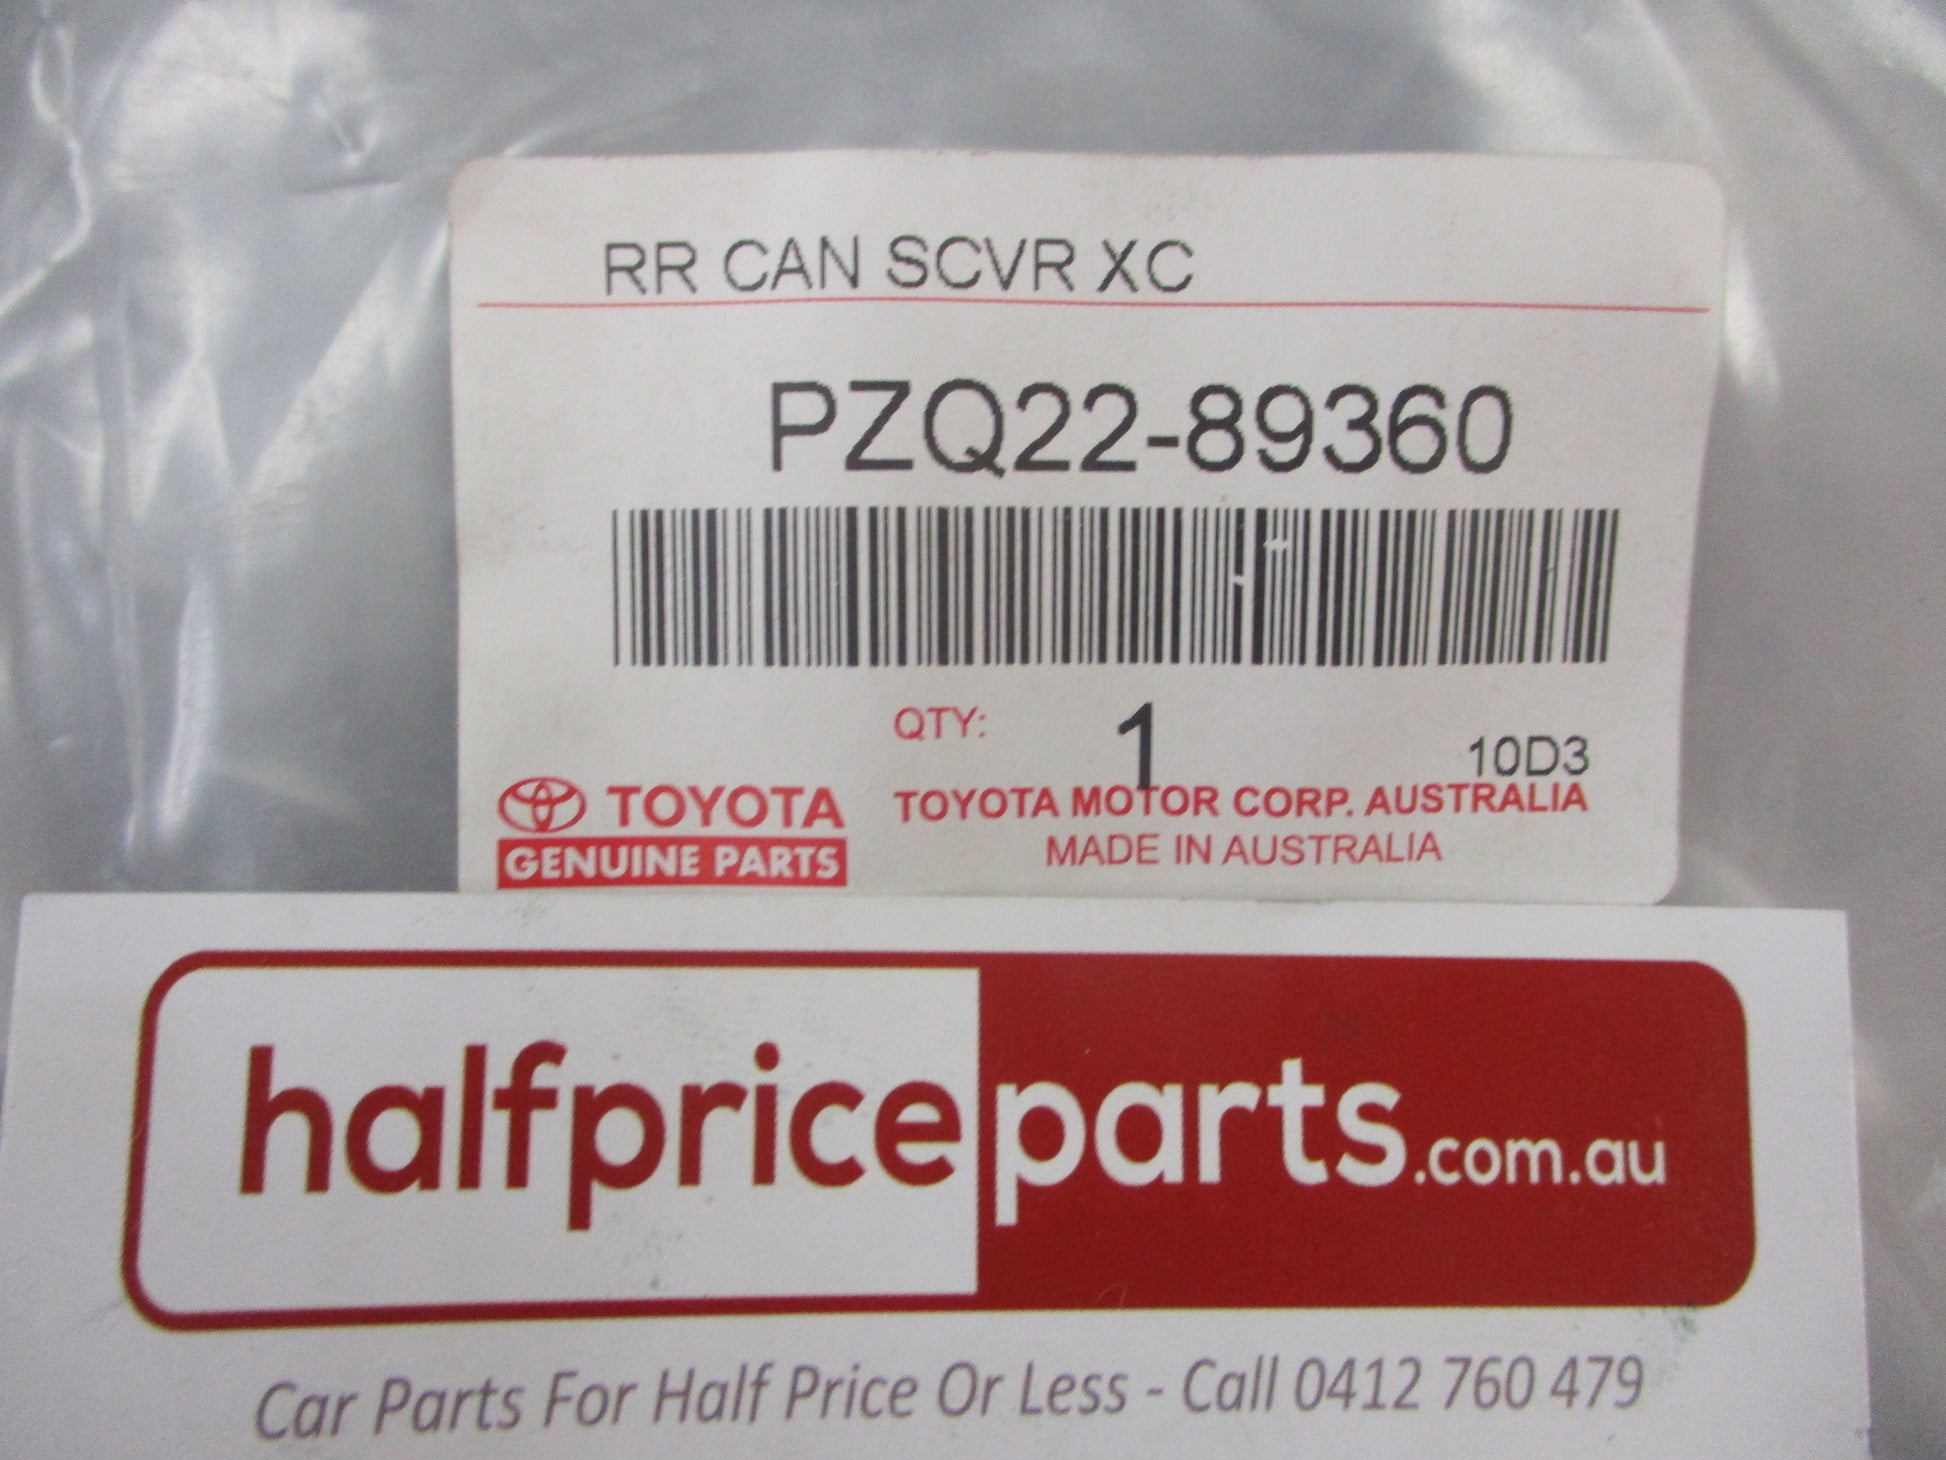 RR CAN SCVR XC
PZQ22-89360
QTY: 1 10D3
TOYOTA
GENUINE PARTS
TOYOTA MOTOR CORP. AUSTRALIA
MADE IN AUSTRALIA
halfpriceparts.com.au
Car Parts For Half Price Or Less - Call 0412 760 479